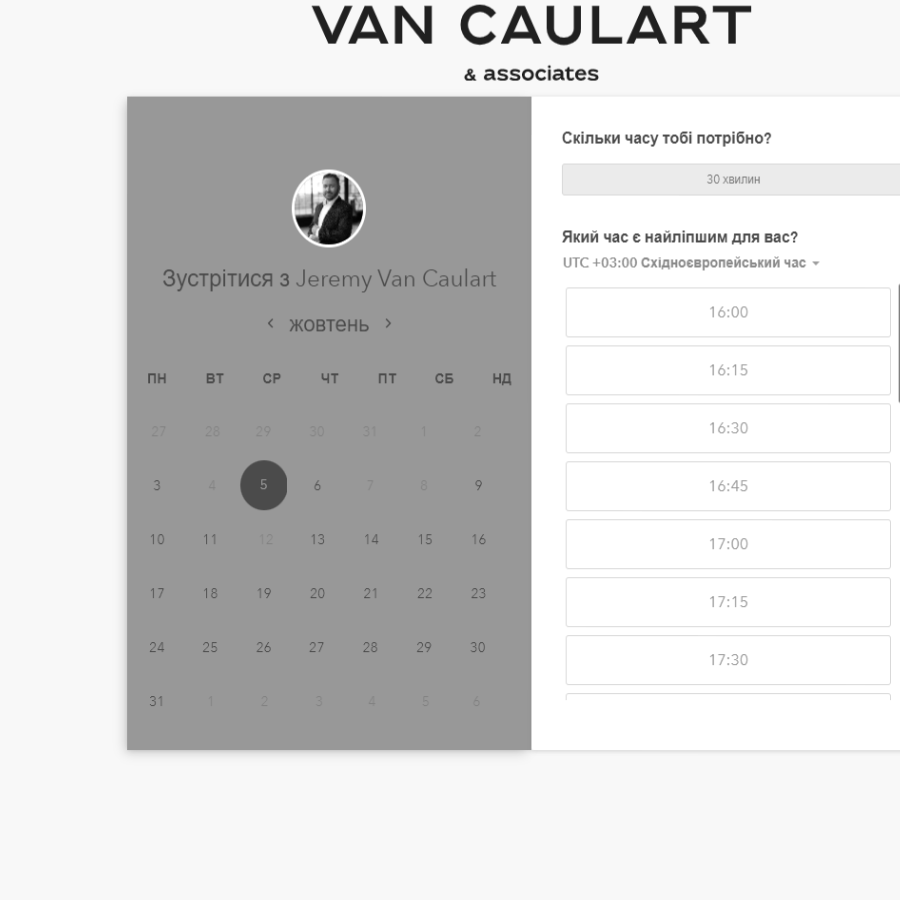 VAN CAULART
& associates
Зустрітися з Jeremy Van Caulart
жовтень
ПН ВТ СР ЧТ ПТ СБ НД
27 28 29 30 31 1 2
3 4 5 6 7 8 9
10 11 12 13 14 15 16
17 18 19 20 21 22 23
24 25 26 27 28 29 30
31 1 2 3 4 5 6
Скільки часу тобі потрібно?
30 хвилин
Який час є найліпшим для вас?
UTC +03:00 Східноєвропейський час
16:00
16:15
16:30
16:45
17:00
17:15
17:30